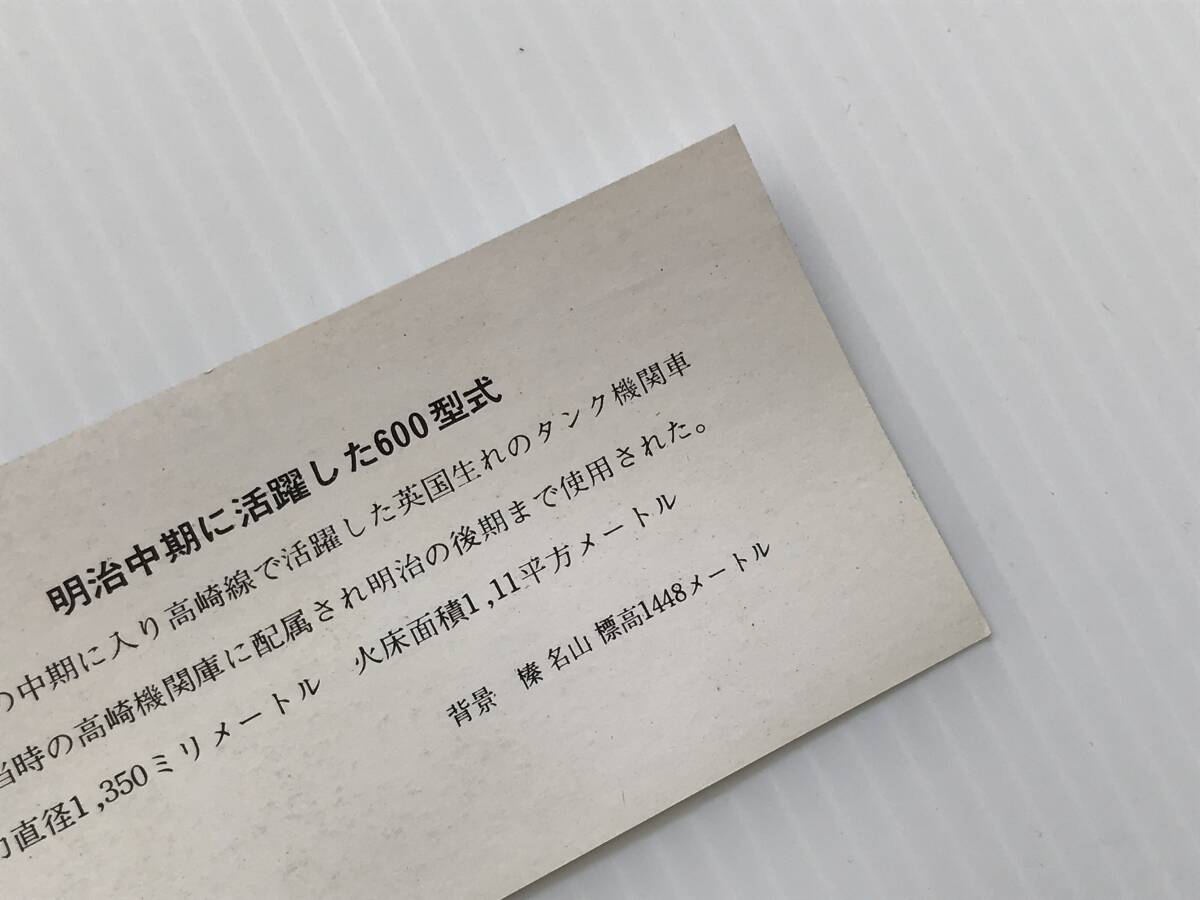 明治中期に活躍した600型式
の中期に入り高崎線で活躍した英国生れのタンク機関車
当時の高崎機関庫に配属され明治の後期まで使用された。
直径1,350ミリメートル　火床面積1,11平方メートル
背景　榛名山 標高1448メートル